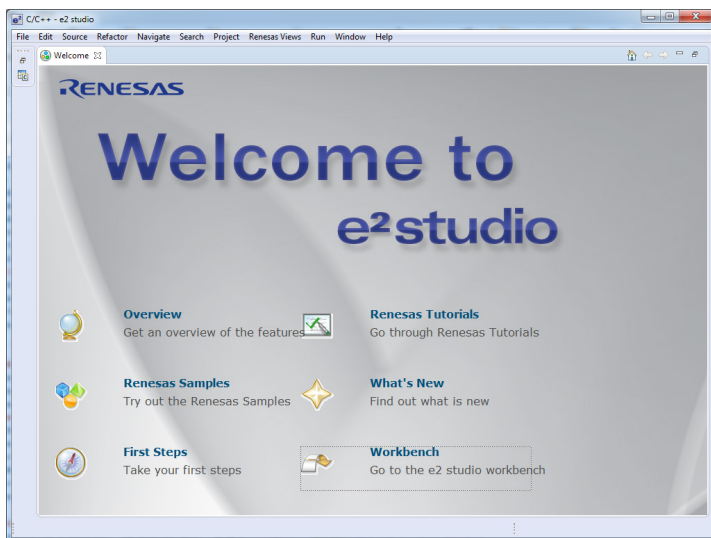 C/C++ - e2 studio
File Edit Source Refactor Navigate Search Project Renesas Views Run Window Help
Welcome
RENESAS
Welcome to
e² studio
Overview
Get an overview of the features
Renesas Tutorials
Go through Renesas Tutorials
Renesas Samples
Try out the Renesas Samples
What's New
Find out what is new
First Steps
Take your first steps
Workbench
Go to the e2 studio workbench